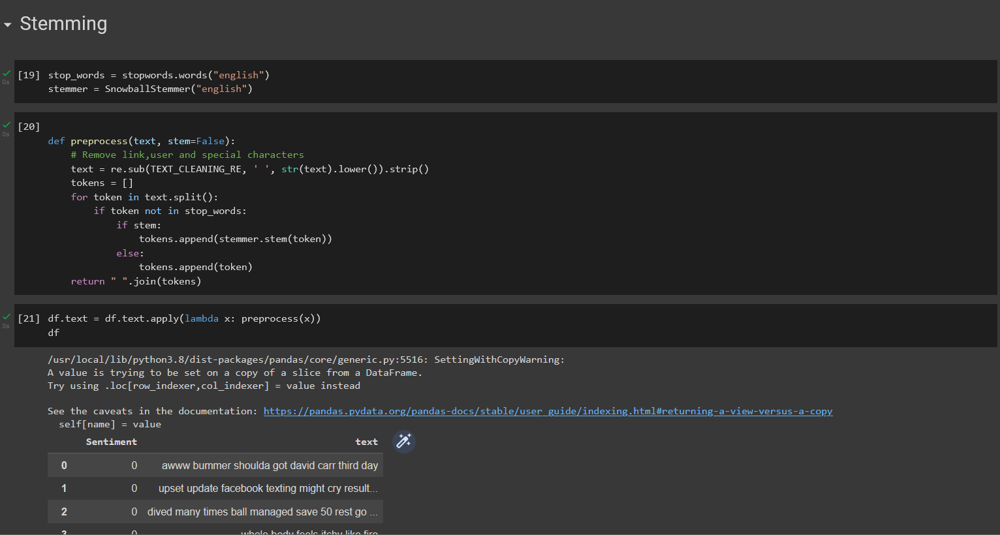 Stemming
0s
[19] stop_words = stopwords.words("english")
stemmer = SnowballStemmer("english")
0s
[20]
def preprocess(text, stem=False):
# Remove link,user and special characters
text = re.sub(TEXT_CLEANING_RE, ' ', str(text).lower()).strip()
tokens = []
for token in text.split():
if token not in stop_words:
if stem:
tokens.append(stemmer.stem(token))
else:
tokens.append(token)
return " ".join(tokens)
0s
[21] df.text = df.text.apply(lambda x: preprocess(x))
df
/usr/local/lib/python3.8/dist-packages/pandas/core/generic.py:5516: SettingWithCopyWarning:
A value is trying to be set on a copy of a slice from a DataFrame.
Try using .loc[row_indexer,col_indexer] = value instead
See the caveats in the documentation: https://pandas.pydata.org/pandas-docs/stable/user_guide/indexing.html#returning-a-view-versus-a-copy
self[name] = value
Sentiment text
0 0 awww bummer shoulda got david carr third day
1 0 upset update facebook texting might cry result...
2 0 dived many times ball managed save 50 rest go ...
3 0 whole body feels itchy like fire